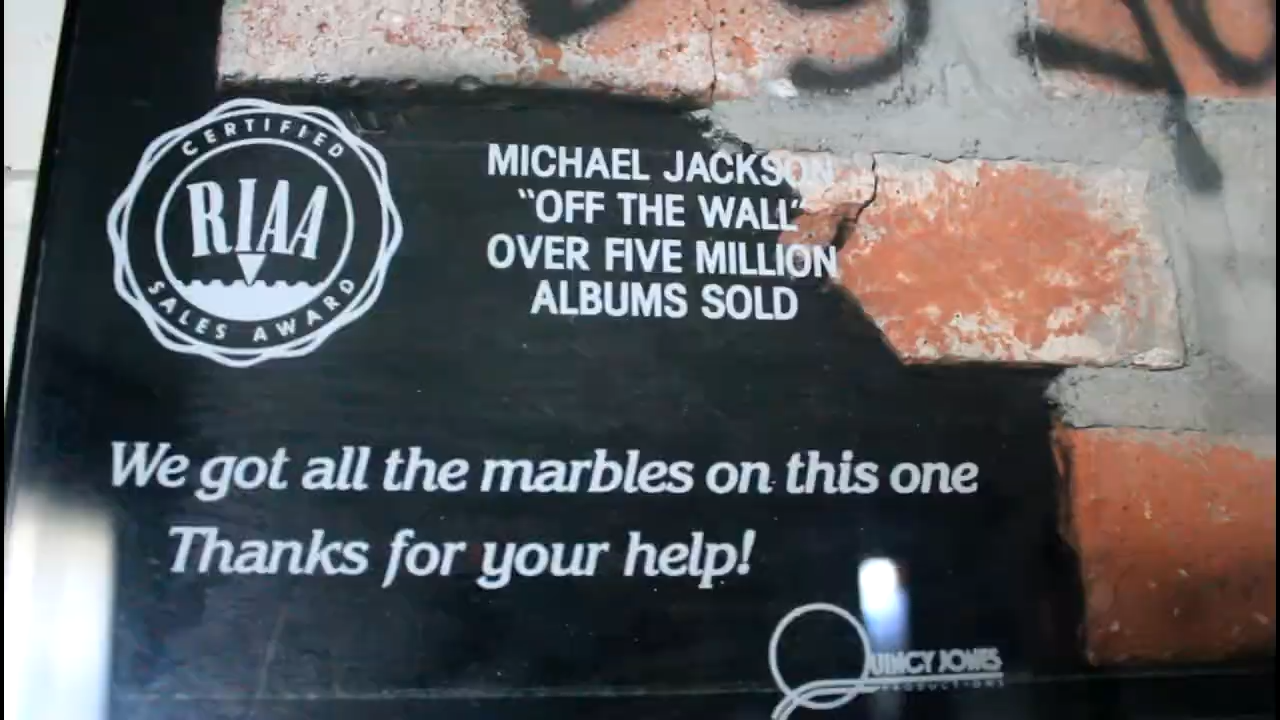 CERTIFIED
RIAA
SALES AWARD
MICHAEL JACKSON
"OFF THE WALL"
OVER FIVE MILLION
ALBUMS SOLD
We got all the marbles on this one
Thanks for your help!
QUINCY JONES
PRODUCTIONS